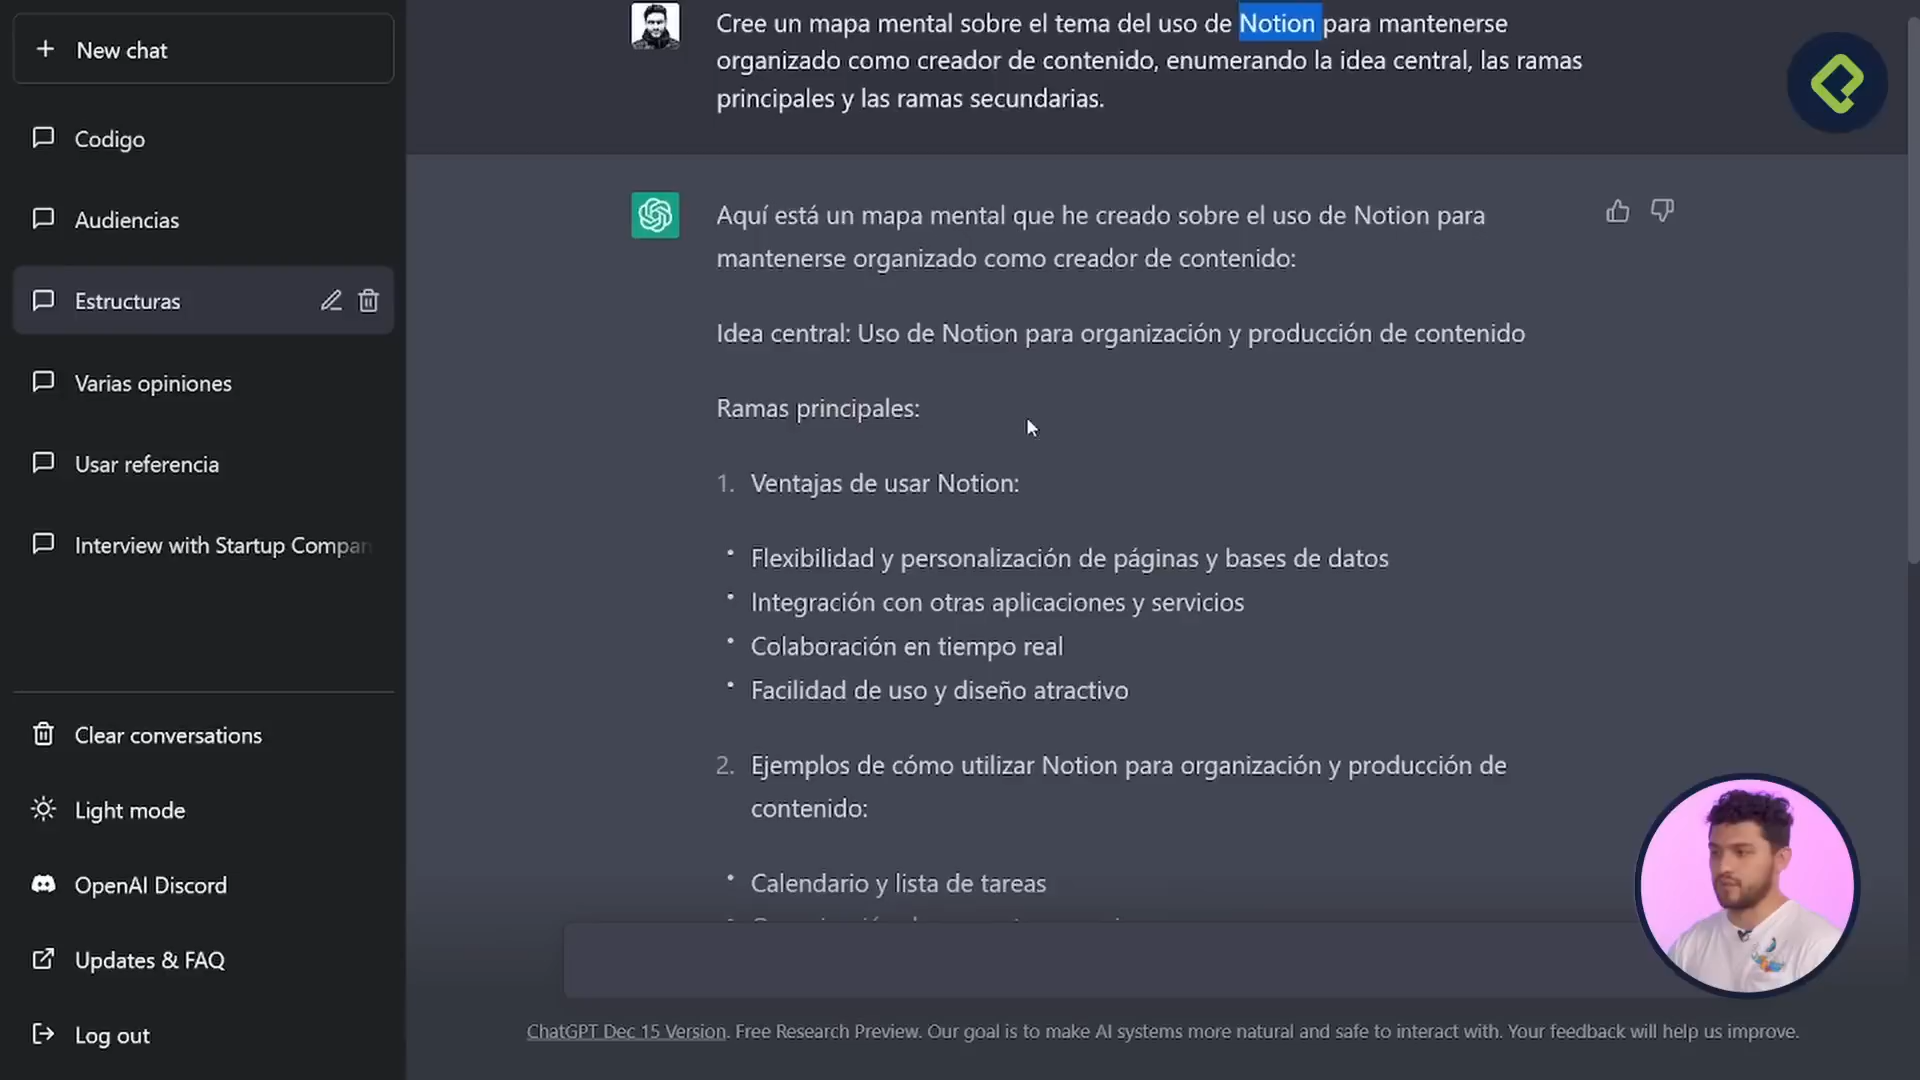 New chat
Codigo
Audiencias
Estructuras
Varias opiniones
Usar referencia
Interview with Startup Compan
Clear conversations
Light mode
OpenAI Discord
Updates & FAQ
Log out
Cree un mapa mental sobre el tema del uso de Notion para mantenerse
organizado como creador de contenido, enumerando la idea central, las ramas
principales y las ramas secundarias.
Aquí está un mapa mental que he creado sobre el uso de Notion para
mantenerse organizado como creador de contenido:
Idea central: Uso de Notion para organización y producción de contenido
Ramas principales:
1. Ventajas de usar Notion:
• Flexibilidad y personalización de páginas y bases de datos
• Integración con otras aplicaciones y servicios
• Colaboración en tiempo real
• Facilidad de uso y diseño atractivo
2. Ejemplos de cómo utilizar Notion para organización y producción de
contenido:
• Calendario y lista de tareas
ChatGPT Dec 15 Version. Free Research Preview. Our goal is to make AI systems more natural and safe to interact with. Your feedback will help us improve.